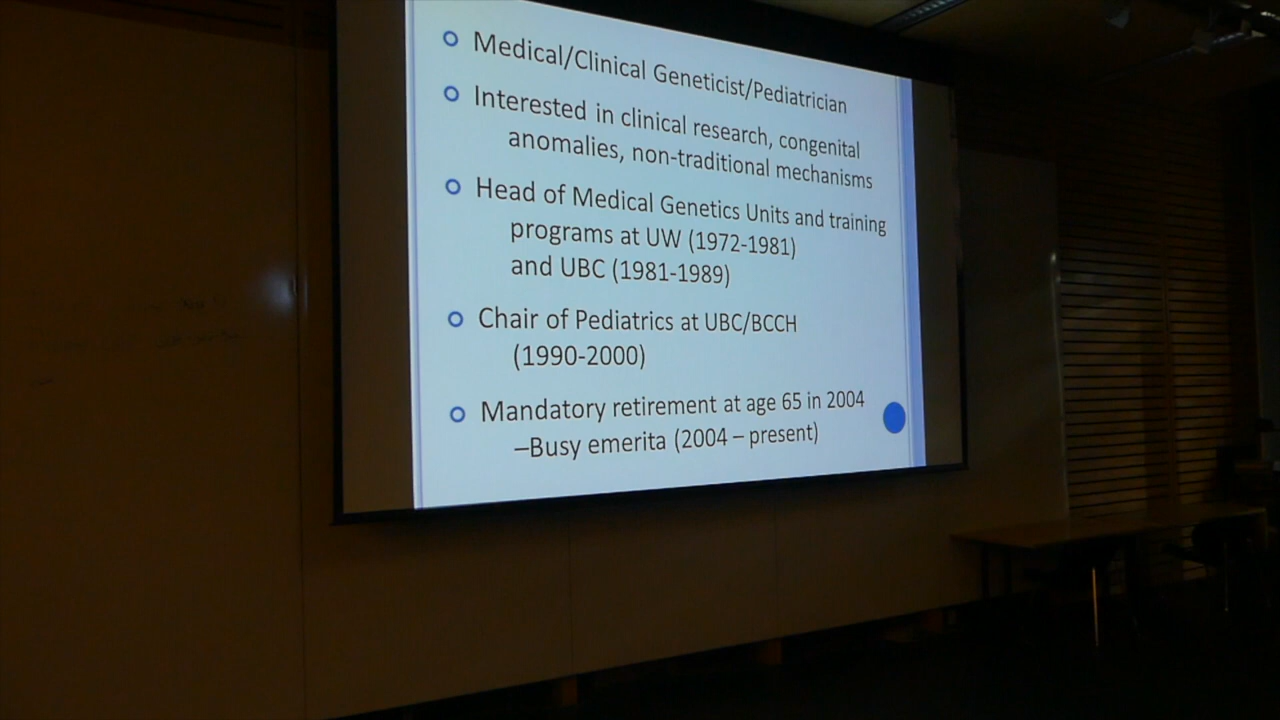 Medical/Clinical Geneticist/Pediatrician
Interested in clinical research, congenital
anomalies, non-traditional mechanisms
Head of Medical Genetics Units and training
programs at UW (1972-1981)
and UBC (1981-1989)
Chair of Pediatrics at UBC/BCCH
(1990-2000)
Mandatory retirement at age 65 in 2004
–Busy emerita (2004 – present)